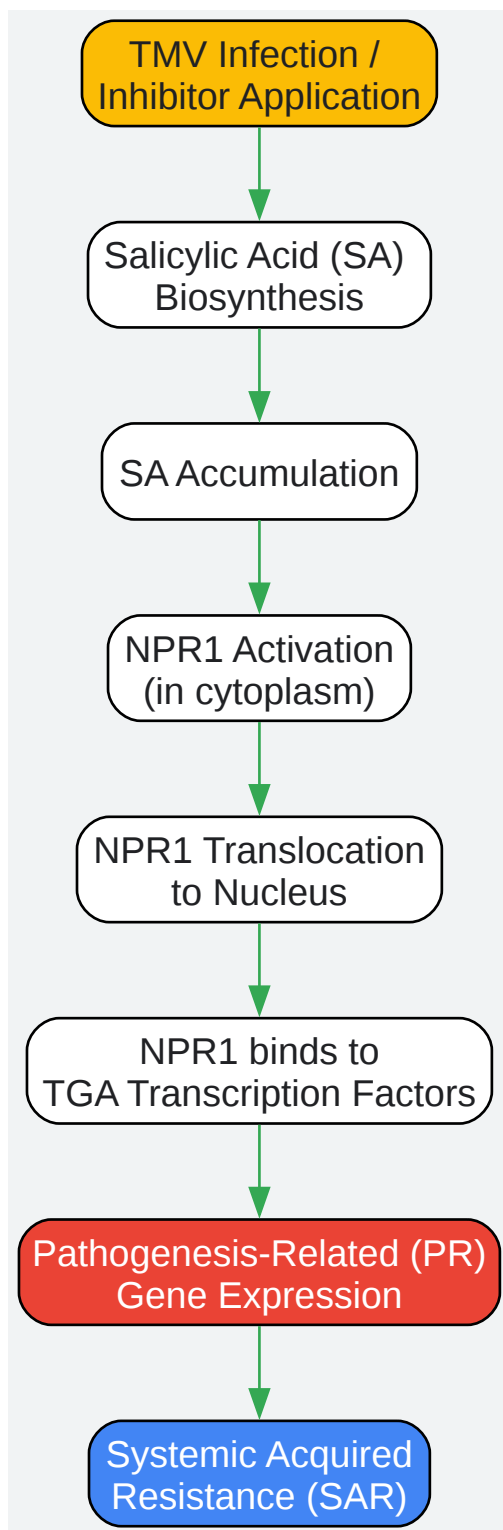 TMV Infection /
Inhibitor Application
Salicylic Acid (SA)
Biosynthesis
SA Accumulation
NPR1 Activation
(in cytoplasm)
NPR1 Translocation
to Nucleus
NPR1 binds to
TGA Transcription Factors
Pathogenesis-Related (PR)
Gene Expression
Systemic Acquired
Resistance (SAR)